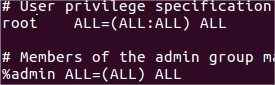 # User privilege specification
root ALL=(ALL:ALL) ALL
# Members of the admin group
%admin ALL=(ALL) ALL